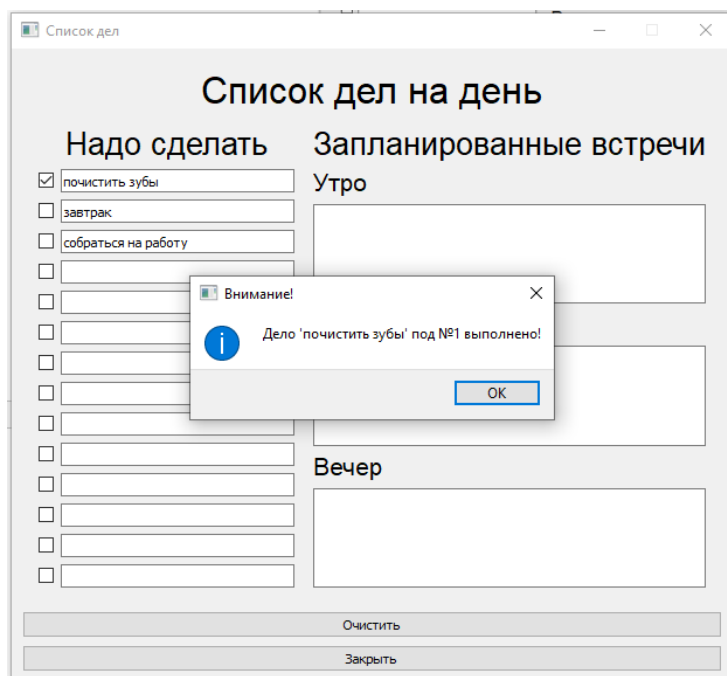 Список дел
Список дел на день
Надо сделать
Запланированные встречи
почистить зубы
завтрак
собраться на работу
Утро
Внимание!
Дело 'почистить зубы' под №1 выполнено!
OK
Вечер
Очистить
Закрыть